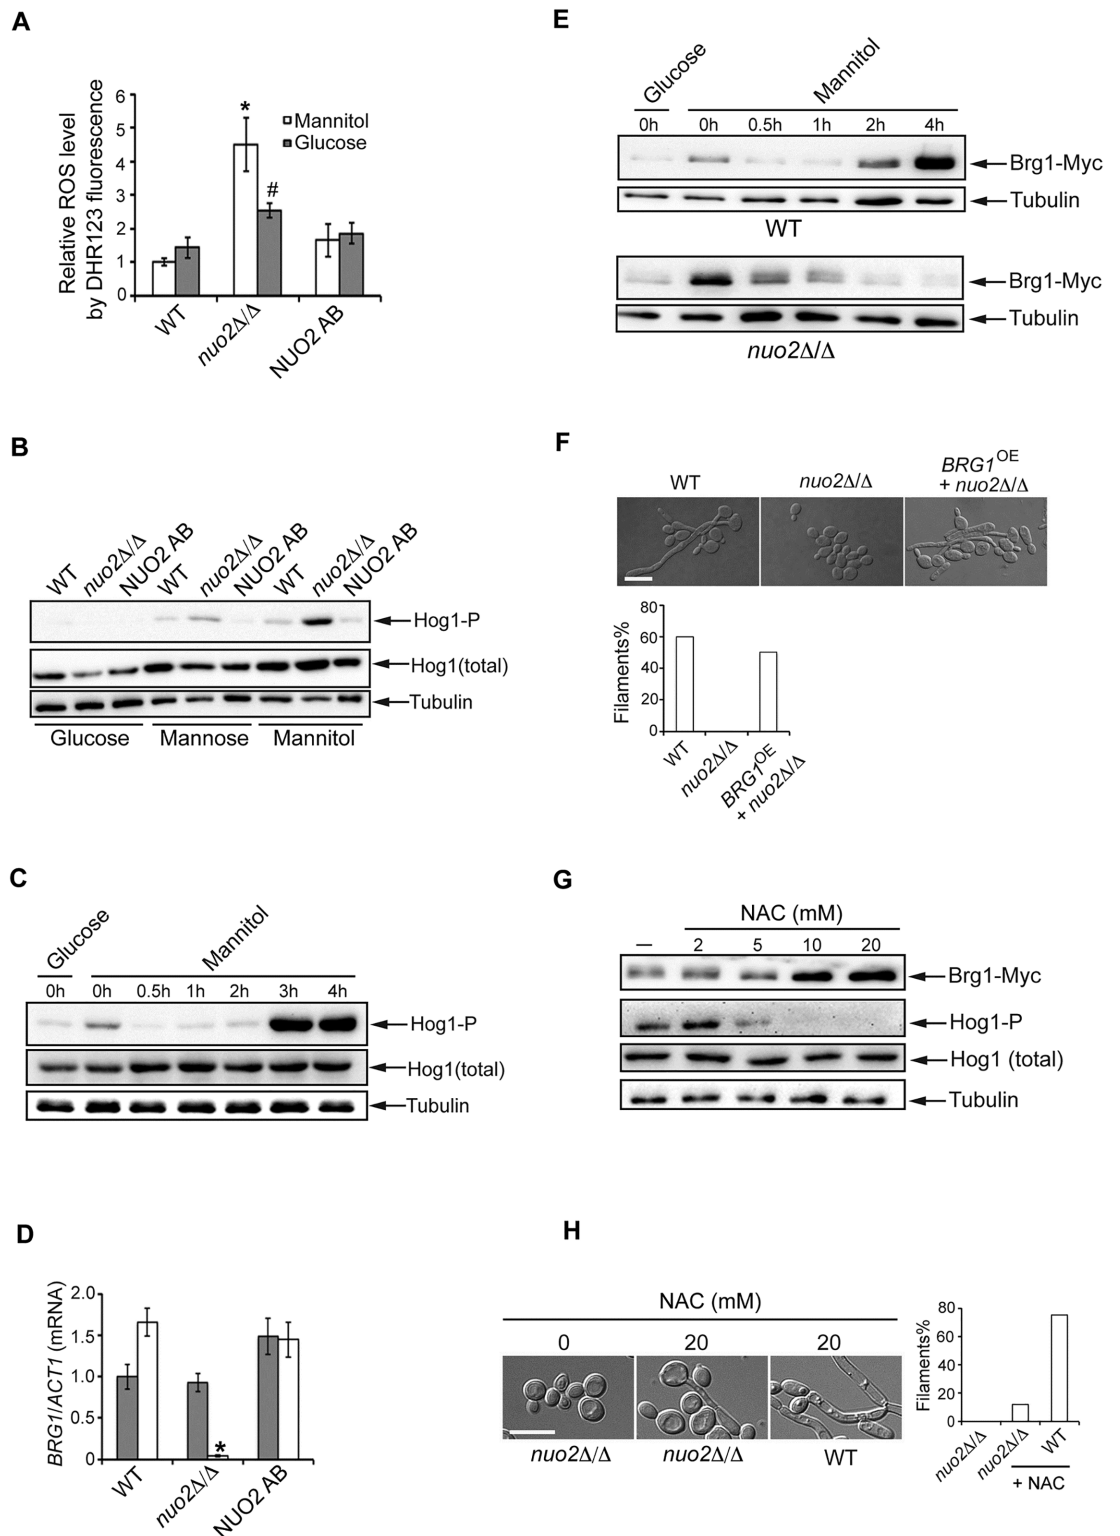 A
Relative ROS level
by DHR123 fluorescence
6
5
4
3
2
1
0
*
#
Mannitol
Glucose
WT
nuo2Δ/Δ
NUO2 AB
B
WT
nuo2Δ/Δ
NUO2 AB
WT
nuo2Δ/Δ
NUO2 AB
WT
nuo2Δ/Δ
NUO2 AB
Hog1-P
Hog1(total)
Tubulin
Glucose Mannose Mannitol
C
Glucose Mannitol
0h 0h 0.5h 1h 2h 3h 4h
Hog1-P
Hog1(total)
Tubulin
D
BRG1/ACT1 (mRNA)
2.0
1.5
1.0
0.5
0
*
WT
nuo2Δ/Δ
NUO2 AB
E
Glucose Mannitol
0h 0h 0.5h 1h 2h 4h
Brg1-Myc
Tubulin
WT
Brg1-Myc
Tubulin
nuo2Δ/Δ
F
WT nuo2Δ/Δ BRG1OE
+ nuo2Δ/Δ
Filaments%
80
60
40
20
0
WT
nuo2Δ/Δ
BRG1OE
+ nuo2Δ/Δ
G
NAC (mM)
— 2 5 10 20
Brg1-Myc
Hog1-P
Hog1 (total)
Tubulin
H
NAC (mM)
0 20 20
nuo2Δ/Δ nuo2Δ/Δ WT
Filaments%
80
60
40
20
0
nuo2Δ/Δ
nuo2Δ/Δ
WT
+ NAC